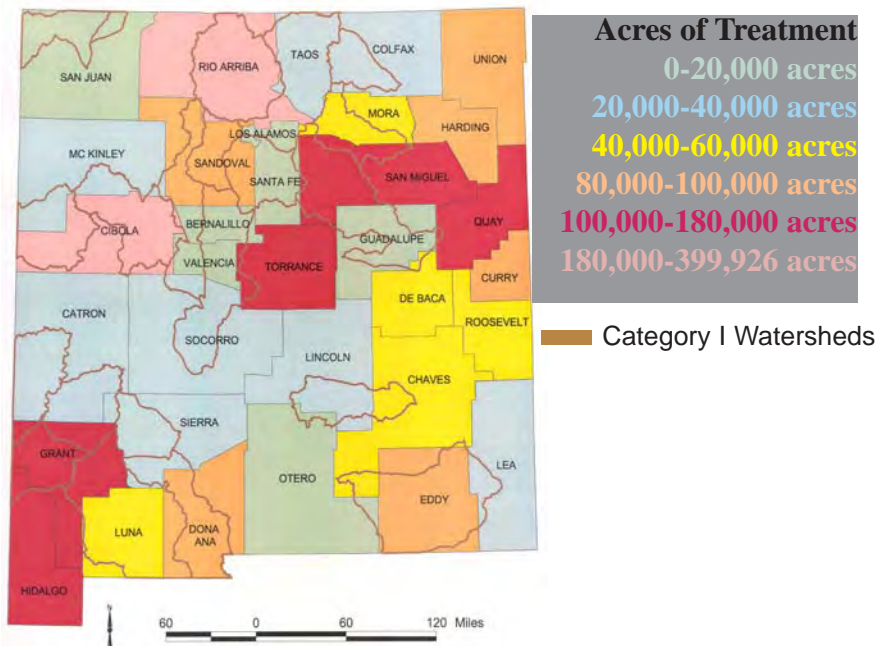 Acres of Treatment
0-20,000 acres
20,000-40,000 acres
40,000-60,000 acres
80,000-100,000 acres
100,000-180,000 acres
180,000-399,926 acres
Category I Watersheds
SAN JUAN
RIO ARRIBA
TAOS
COLFAX
UNION
MORA
HARDING
LOS ALAMOS
MC KINLEY
SANDOVAL
SANTA FE
SAN MIGUEL
QUAY
CIBOLA
BERNALILLO
GUADALUPE
VALENCIA
TORRANCE
CURRY
DE BACA
CATRON
ROOSEVELT
SOCORRO
LINCOLN
CHAVES
SIERRA
GRANT
LEA
OTERO
EDDY
LUNA
DONA
ANA
HIDALGO
N
60 0 60 120 Miles